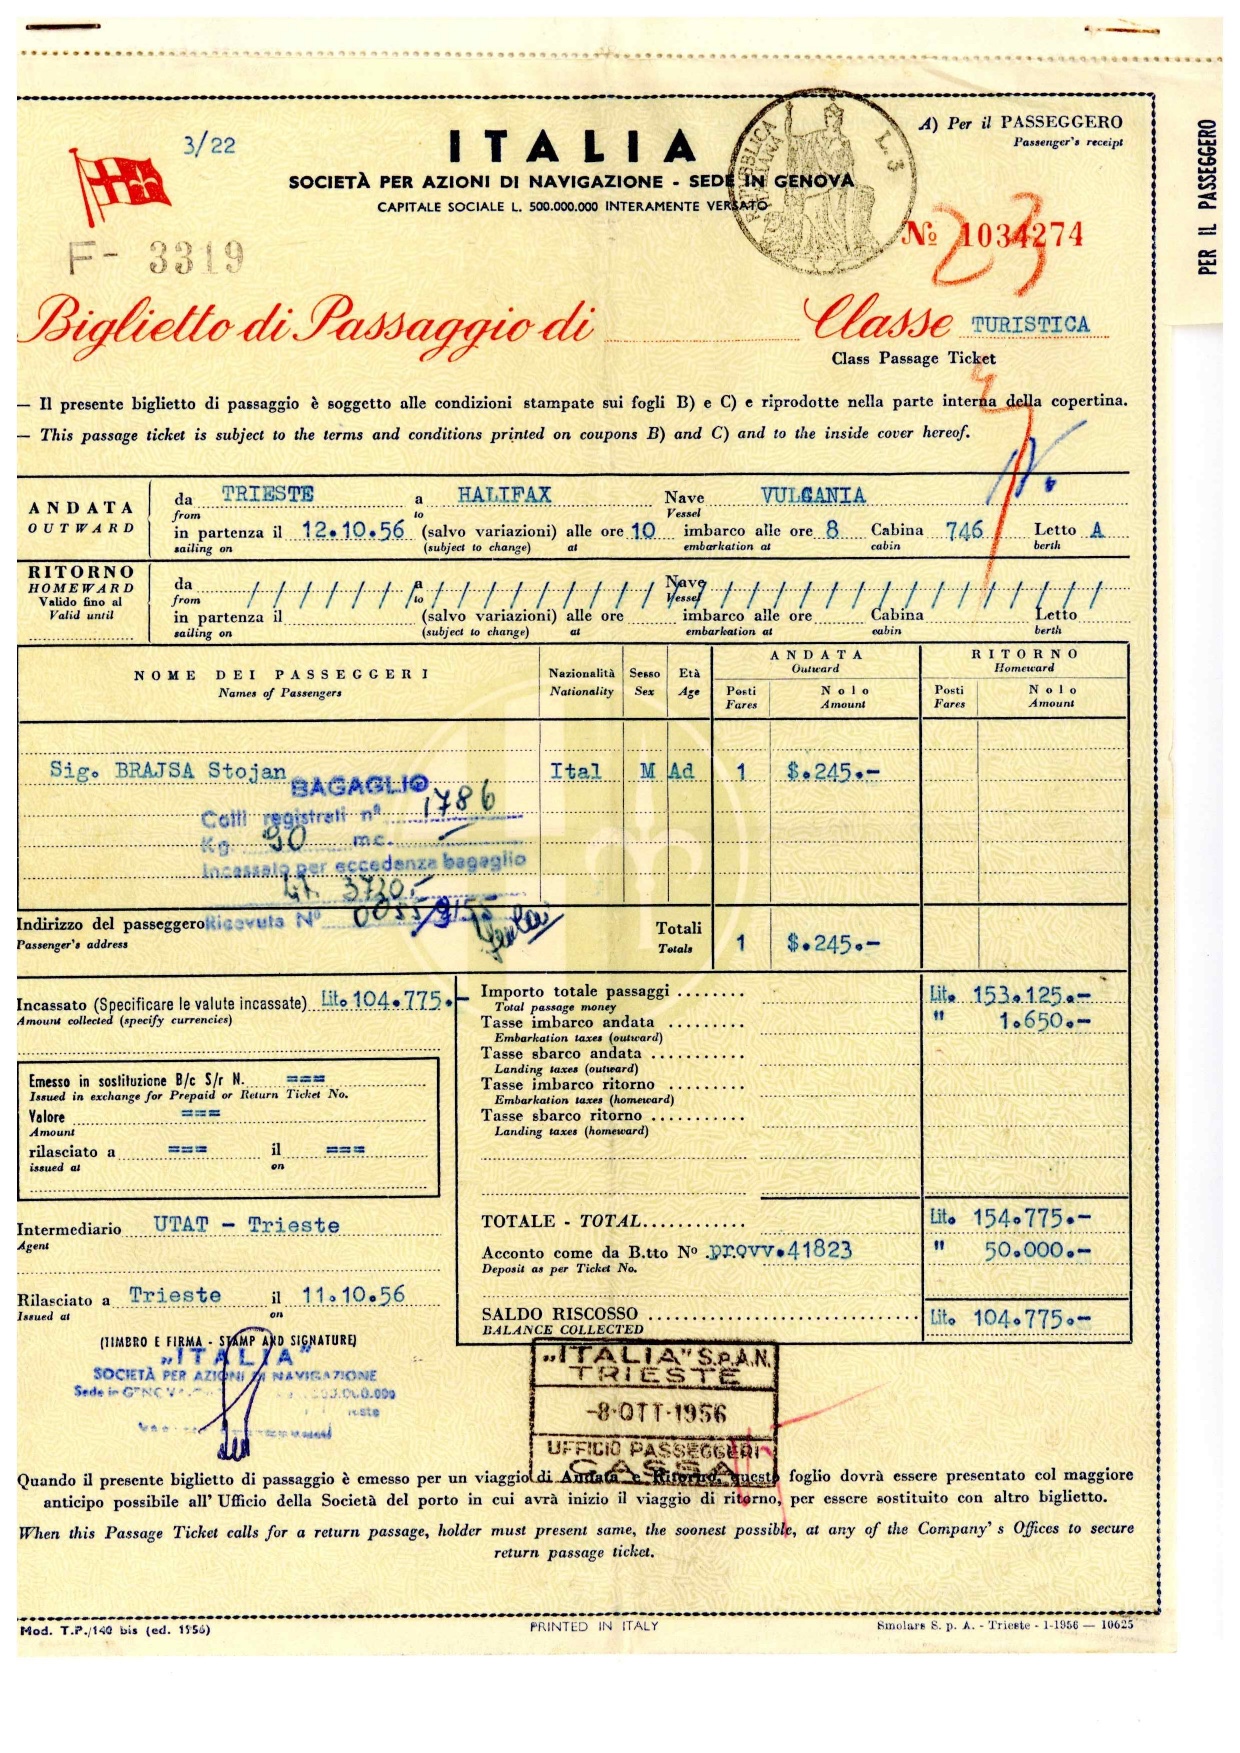 3/22
ITALIA
A) Per il PASSEGGERO
Passenger's receipt
SOCIETÀ PER AZIONI DI NAVIGAZIONE - SEDE IN GENOVA
CAPITALE SOCIALE L. 500.000.000 INTERAMENTE VERSATO
REPUBBLICA ITALIANA L. 3
PER IL PASSEGGERO
F- 3319
No 1034274
23
Biglietto di Passaggio di Classe TURISTICA
Class Passage Ticket
— Il presente biglietto di passaggio è soggetto alle condizioni stampate sui fogli B) e C) e riprodotte nella parte interna della copertina.
— This passage ticket is subject to the terms and conditions printed on coupons B) and C) and to the inside cover hereof.
ANDATA
OUTWARD
da TRIESTE a HALIFAX Nave VULCANIA
from to Vessel
in partenza il 12.10.56 (salvo variazioni) alle ore 10 imbarco alle ore 8 Cabina 746 Letto A
sailing on (subject to change) at embarkation at cabin berth
RITORNO
HOMEWARD
Valido fino al
Valid until
da a Nave
from to Vessel
in partenza il (salvo variazioni) alle ore imbarco alle ore Cabina Letto
sailing on (subject to change) at embarkation at cabin berth
NOME DEI PASSEGGERI Nazionalità Sesso Età ANDATA RITORNO
Names of Passengers Nationality Sex Age Outward Homeward
Posti Nolo Posti Nolo
Fares Amount Fares Amount
Sig. BRAJSA Stojan Ital M Ad 1 $.245.-
BAGAGLIO
Colli registrati n° 1786
Kg. 90 mc.
Incassato per eccedenza bagaglio
Lit. 3720.-
Ricevuta N°
Indirizzo del passeggero
Passenger's address
Totali 1 $.245.-
Totals
Incassato (Specificare le valute incassate) Lit. 104.775.-
Amount collected (specify currencies)
Emesso in sostituzione B/c S/r N. ===
Issued in exchange for Prepaid or Return Ticket No.
Valore ===
Amount
rilasciato a === il ===
issued at on
Intermediario UTAT - Trieste
Agent
Rilasciato a Trieste il 11.10.56
Issued at on
(TIMBRO E FIRMA - STAMP AND SIGNATURE)
Importo totale passaggi ........ Lit. 153.125.-
Total passage money
Tasse imbarco andata ......... " 1.650.-
Embarkation taxes (outward)
Tasse sbarco andata ...........
Landing taxes (outward)
Tasse imbarco ritorno .........
Embarkation taxes (homeward)
Tasse sbarco ritorno ...........
Landing taxes (homeward)
TOTALE - TOTAL............ Lit. 154.775.-
Acconto come da B.tto No provv.41823 " 50.000.-
Deposit as per Ticket No.
SALDO RISCOSSO Lit. 104.775.-
BALANCE COLLECTED
"ITALIA"
SOCIETÀ PER AZIONI DI NAVIGAZIONE
"ITALIA" S.p.A.N.
TRIESTE
-8·OTT·1956
UFFICIO PASSEGGERI
CASSA
Quando il presente biglietto di passaggio è emesso per un viaggio di Andata e Ritorno, questo foglio dovrà essere presentato col maggiore
anticipo possibile all' Ufficio della Società del porto in cui avrà inizio il viaggio di ritorno, per essere sostituito con altro biglietto.
When this Passage Ticket calls for a return passage, holder must present same, the soonest possible, at any of the Company's Offices to secure
return passage ticket.
Mod. T.P./140 bis (ed. 1956)
PRINTED IN ITALY
Smolars S. p. A. - Trieste - 1-1956 — 10625